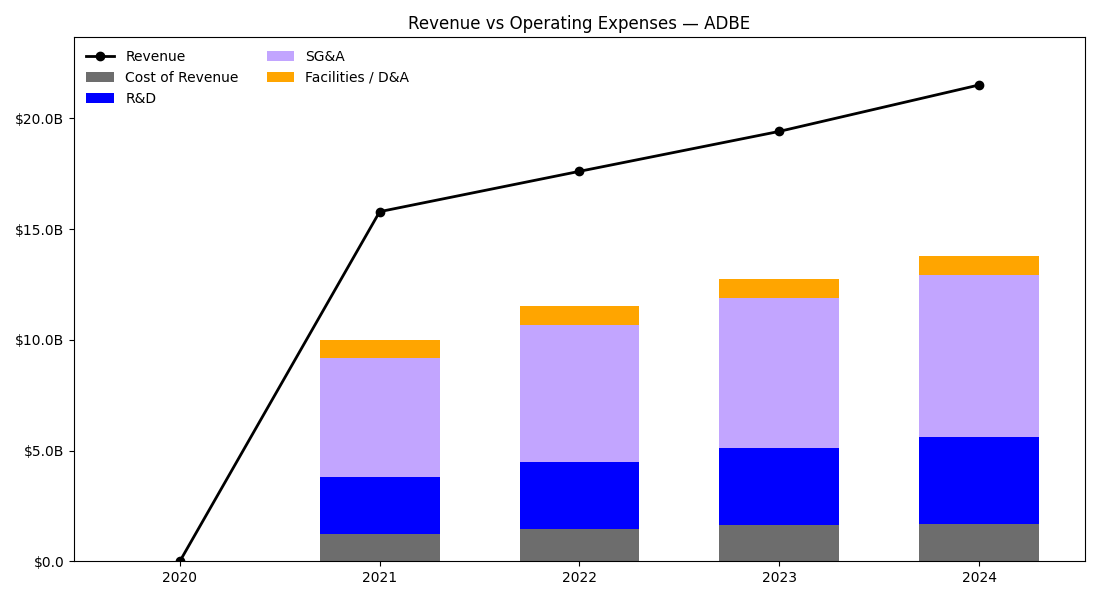 Revenue vs Operating Expenses — ADBE
Revenue
Cost of Revenue
R&D
SG&A
Facilities / D&A
$20.0B
$15.0B
$10.0B
$5.0B
$0.0
2020
2021
2022
2023
2024